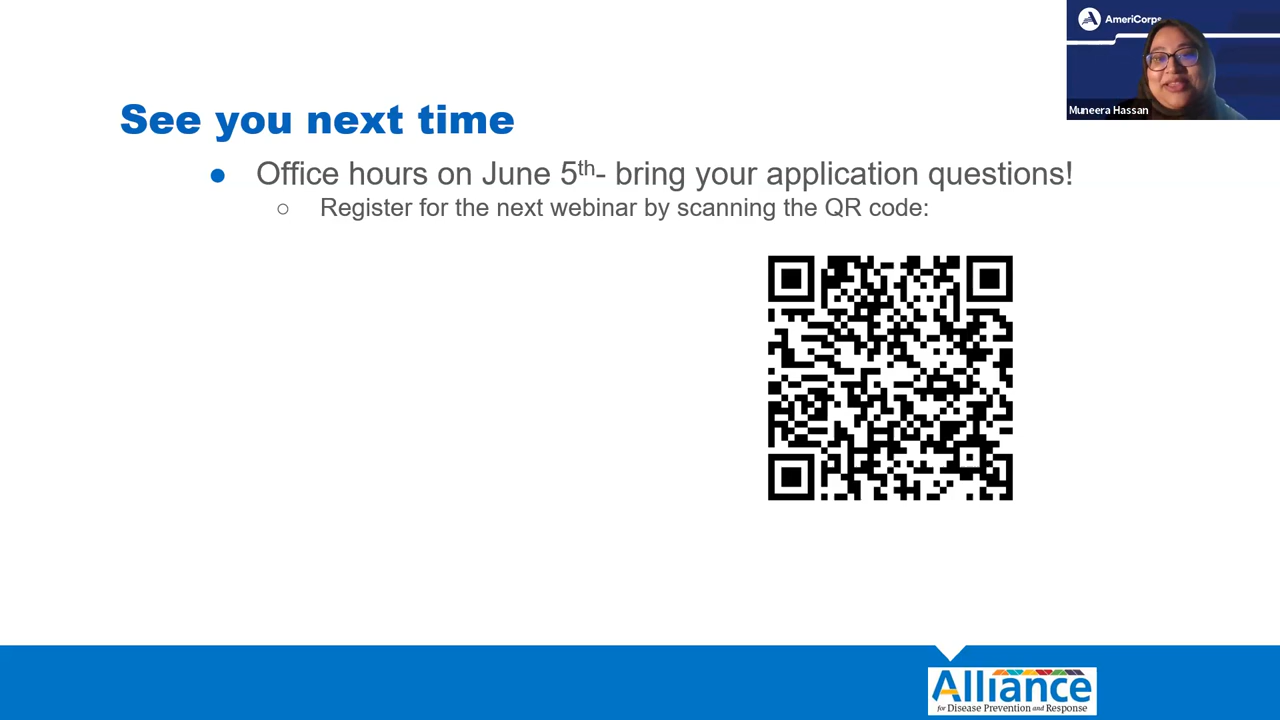 AmeriCorps
Muneera Hassan
See you next time
● Office hours on June 5th- bring your application questions!
○ Register for the next webinar by scanning the QR code:
Alliance
for Disease Prevention and Response